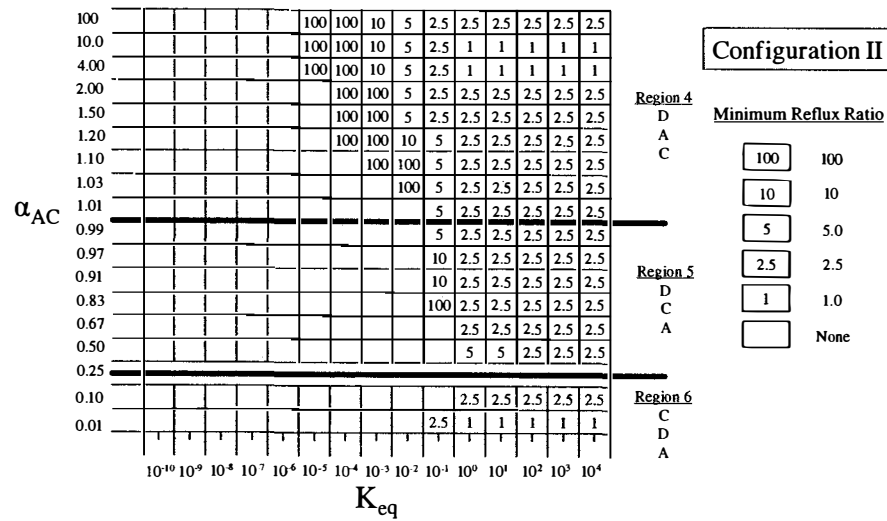 100 100 100 10 5 2.5 2.5 2.5 2.5 2.5 2.5
10.0 100 100 10 5 2.5 1 1 1 1 1
4.00 100 100 10 5 2.5 1 1 1 1 1
2.00 100 100 5 2.5 2.5 2.5 2.5 2.5 2.5
1.50 100 100 5 2.5 2.5 2.5 2.5 2.5 2.5
1.20 100 100 10 5 2.5 2.5 2.5 2.5 2.5
1.10 100 100 5 2.5 2.5 2.5 2.5 2.5
1.03 100 5 2.5 2.5 2.5 2.5 2.5
1.01 5 2.5 2.5 2.5 2.5 2.5
0.99 5 2.5 2.5 2.5 2.5 2.5
0.97 10 2.5 2.5 2.5 2.5 2.5
0.91 10 2.5 2.5 2.5 2.5 2.5
0.83 100 2.5 2.5 2.5 2.5 2.5
0.67 2.5 2.5 2.5 2.5 2.5
0.50 5 5 2.5 2.5 2.5
0.25
0.10 2.5 2.5 2.5 2.5 2.5
0.01 2.5 1 1 1 1 1
α_AC
10⁻¹⁰ 10⁻⁹ 10⁻⁸ 10⁻⁷ 10⁻⁶ 10⁻⁵ 10⁻⁴ 10⁻³ 10⁻² 10⁻¹ 10⁰ 10¹ 10² 10³ 10⁴
K_eq
Region 4
D
A
C
Region 5
D
C
A
Region 6
C
D
A
Configuration II
Minimum Reflux Ratio
100 100
10 10
5 5.0
2.5 2.5
1 1.0
None